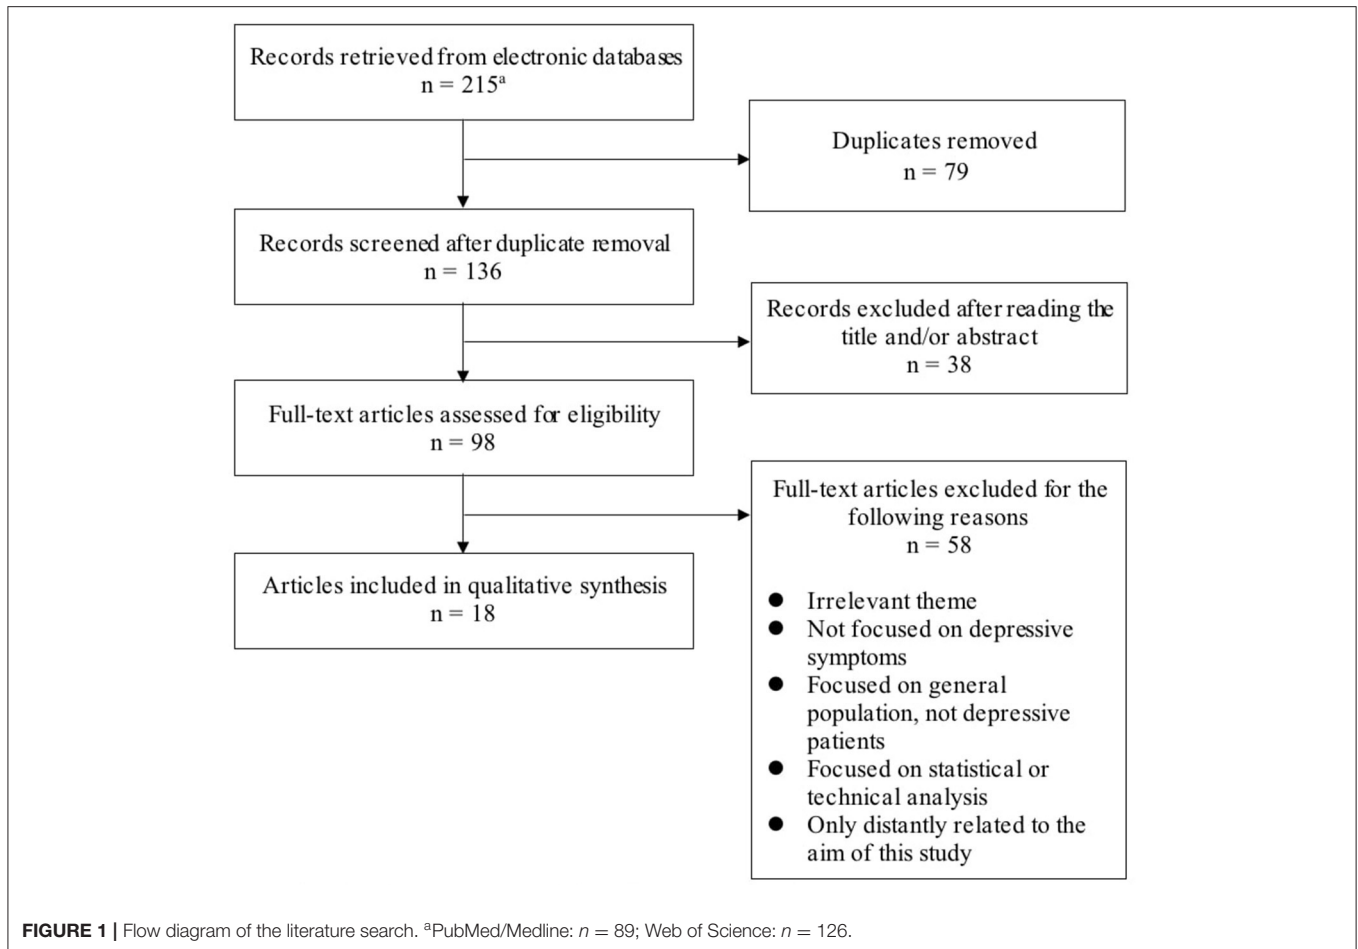 Records retrieved from electronic databases
n = 215ᵃ
Duplicates removed
n = 79
Records screened after duplicate removal
n = 136
Records excluded after reading the
title and/or abstract
n = 38
Full-text articles assessed for eligibility
n = 98
Full-text articles excluded for the
following reasons
n = 58
● Irrelevant theme
● Not focused on depressive
symptoms
● Focused on general
population, not depressive
patients
● Focused on statistical or
technical analysis
● Only distantly related to the
aim of this study
Articles included in qualitative synthesis
n = 18
FIGURE 1 | Flow diagram of the literature search. ᵃPubMed/Medline: n = 89; Web of Science: n = 126.